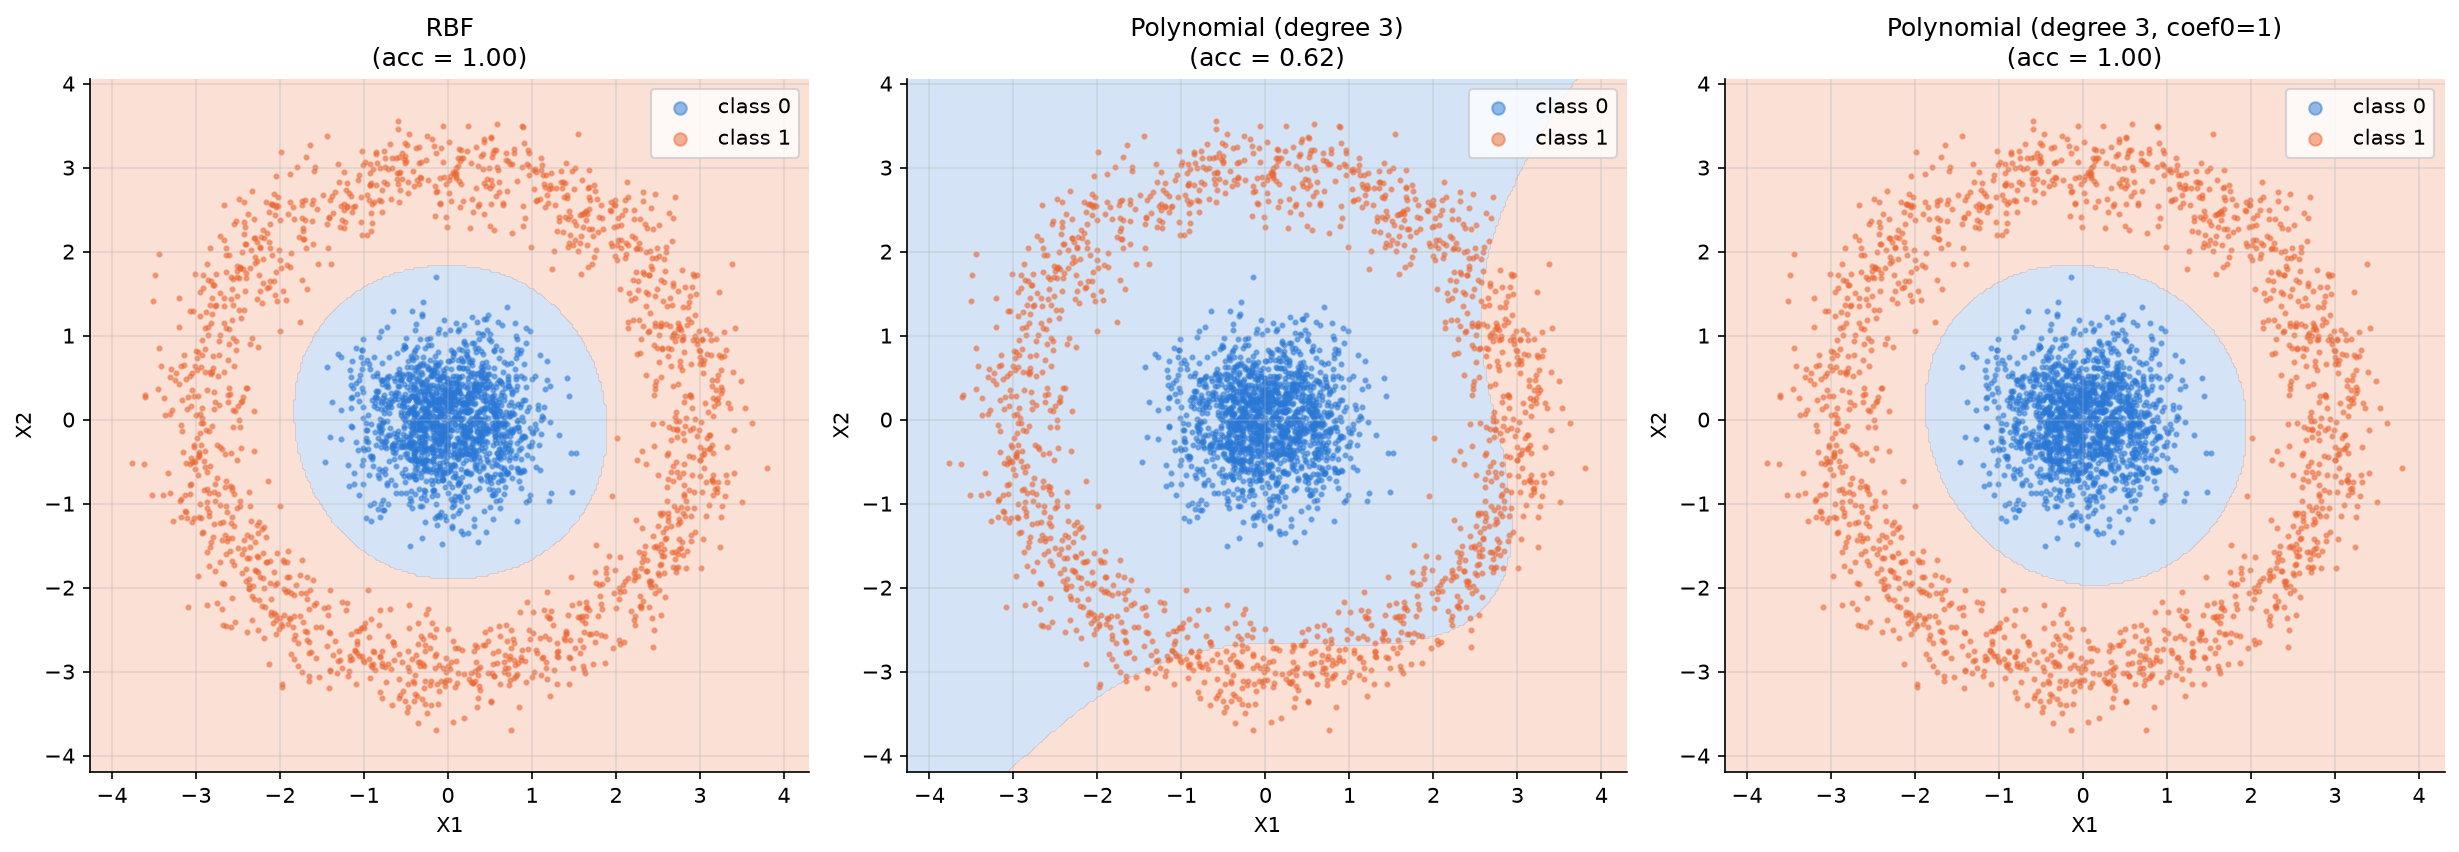 RBF
(acc = 1.00)
4
3
2
1
0
−1
−2
−3
−4
X2
−4 −3 −2 −1 0 1 2 3 4
X1
class 0
class 1
Polynomial (degree 3)
(acc = 0.62)
4
3
2
1
0
−1
−2
−3
−4
X2
−4 −3 −2 −1 0 1 2 3 4
X1
class 0
class 1
Polynomial (degree 3, coef0=1)
(acc = 1.00)
4
3
2
1
0
−1
−2
−3
−4
X2
−4 −3 −2 −1 0 1 2 3 4
X1
class 0
class 1